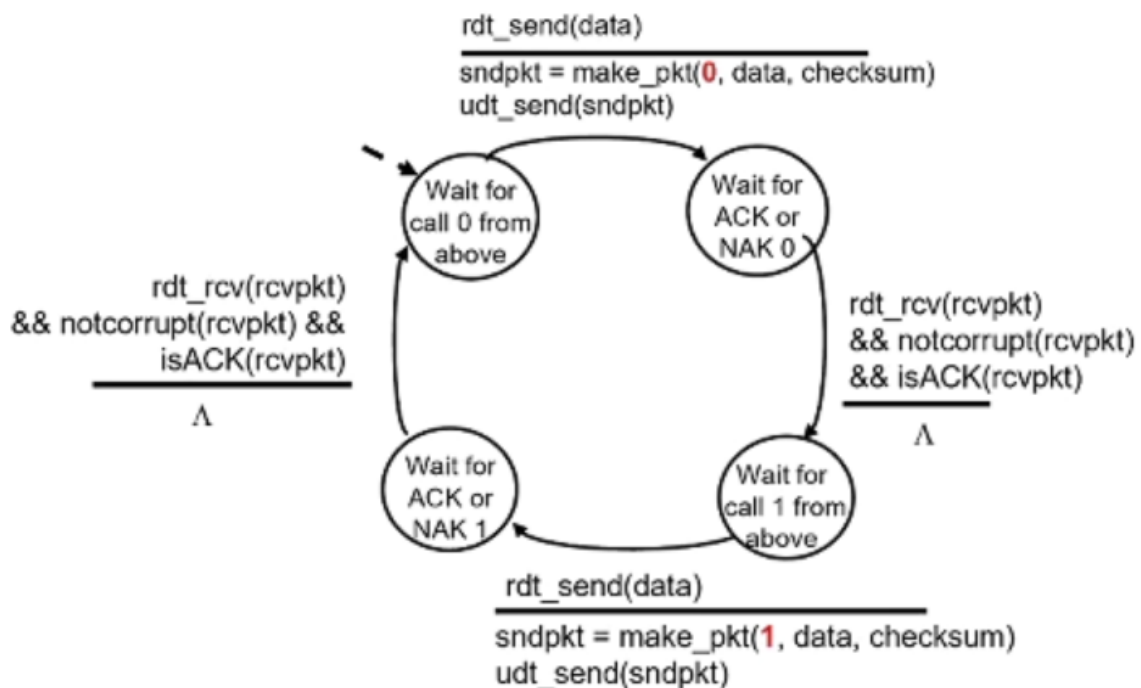 rdt_send(data)
sndpkt = make_pkt(0, data, checksum)
udt_send(sndpkt)
Wait for
call 0 from
above
Wait for
ACK or
NAK 0
rdt_rcv(rcvpkt)
&& notcorrupt(rcvpkt) &&
isACK(rcvpkt)
Λ
rdt_rcv(rcvpkt)
&& notcorrupt(rcvpkt)
&& isACK(rcvpkt)
Λ
Wait for
ACK or
NAK 1
Wait for
call 1 from
above
rdt_send(data)
sndpkt = make_pkt(1, data, checksum)
udt_send(sndpkt)